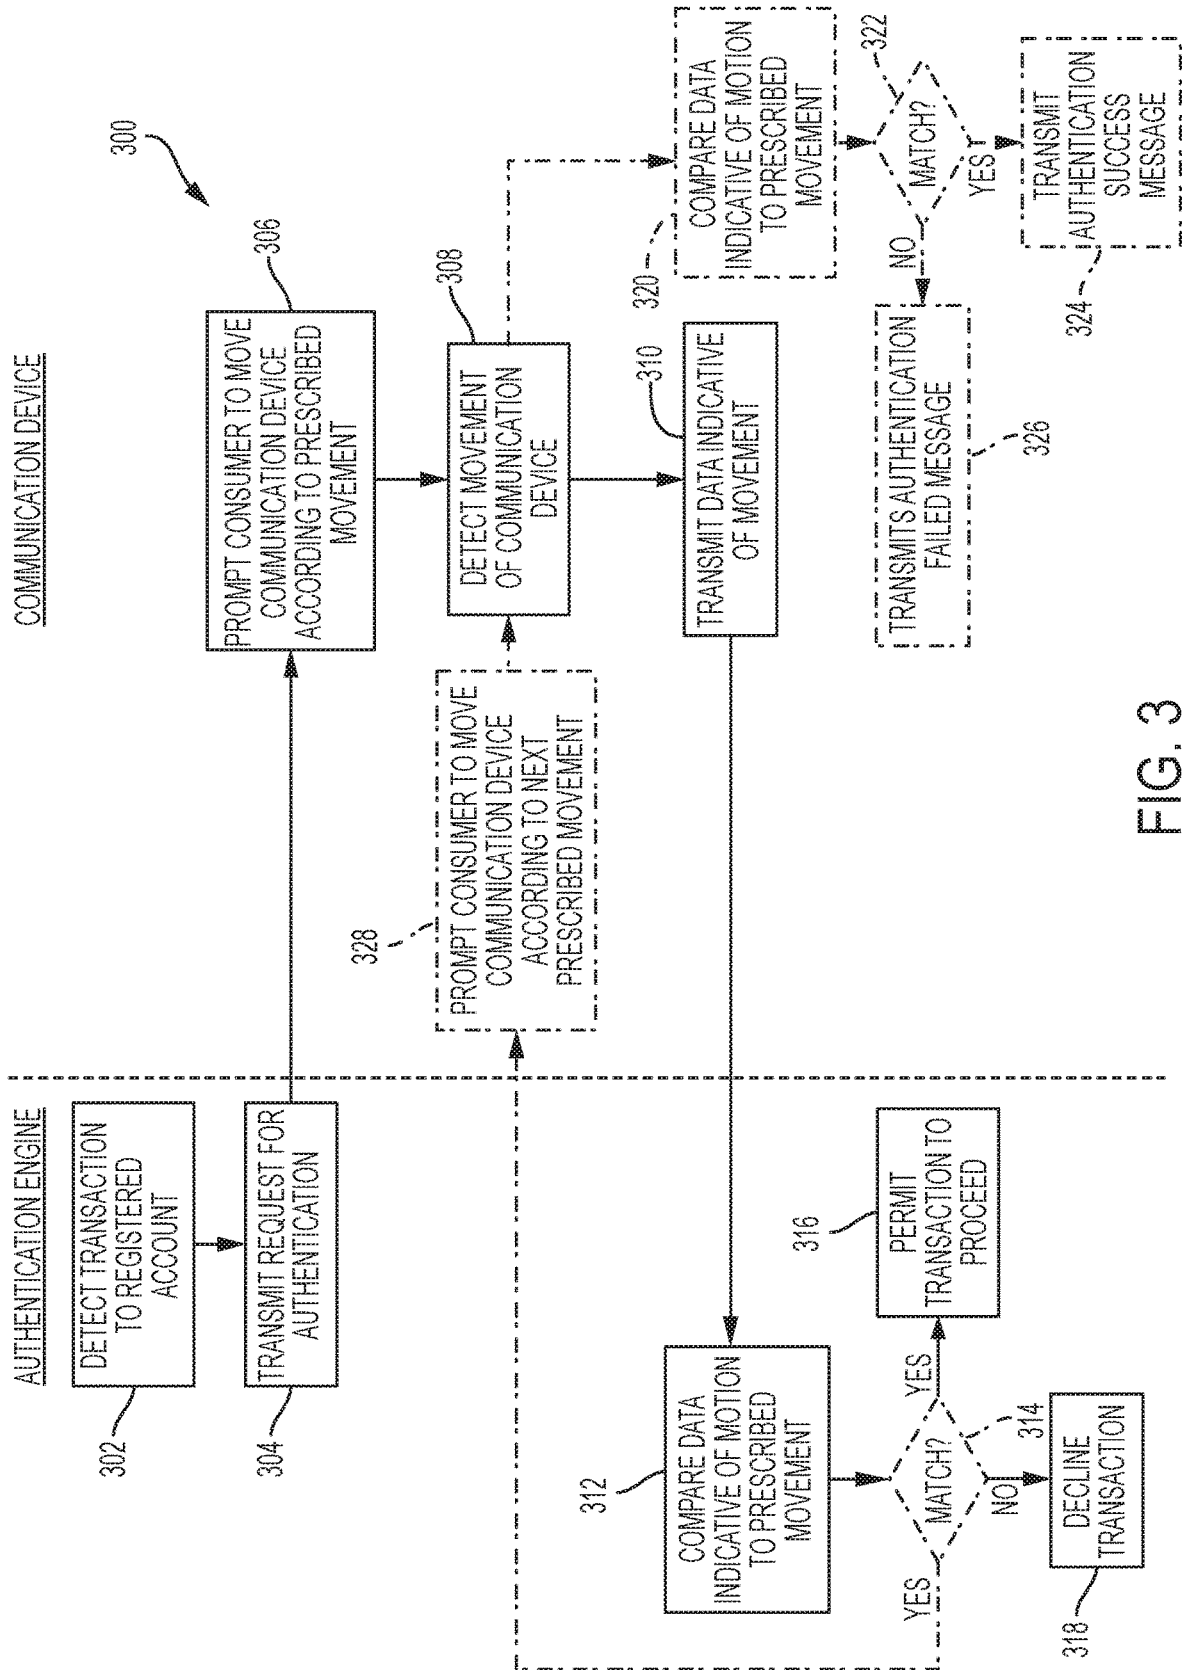 AUTHENTICATION ENGINE
COMMUNICATION DEVICE
300
DETECT TRANSACTION
TO REGISTERED
ACCOUNT
302
TRANSMIT REQUEST FOR
AUTHENTICATION
304
PROMPT CONSUMER TO MOVE
COMMUNICATION DEVICE
ACCORDING TO PRESCRIBED
MOVEMENT
306
DETECT MOVEMENT
OF COMMUNICATION
DEVICE
308
PROMPT CONSUMER TO MOVE
COMMUNICATION DEVICE
ACCORDING TO NEXT
PRESCRIBED MOVEMENT
328
TRANSMIT DATA INDICATIVE
OF MOVEMENT
310
COMPARE DATA
INDICATIVE OF MOTION
TO PRESCRIBED
MOVEMENT
312
MATCH?
314
YES
YES
NO
PERMIT
TRANSACTION TO
PROCEED
316
DECLINE
TRANSACTION
318
COMPARE DATA
INDICATIVE OF MOTION
TO PRESCRIBED
MOVEMENT
320
MATCH?
322
NO
YES
TRANSMITS AUTHENTICATION
FAILED MESSAGE
326
TRANSMIT
AUTHENTICATION
SUCCESS
MESSAGE
324
FIG. 3